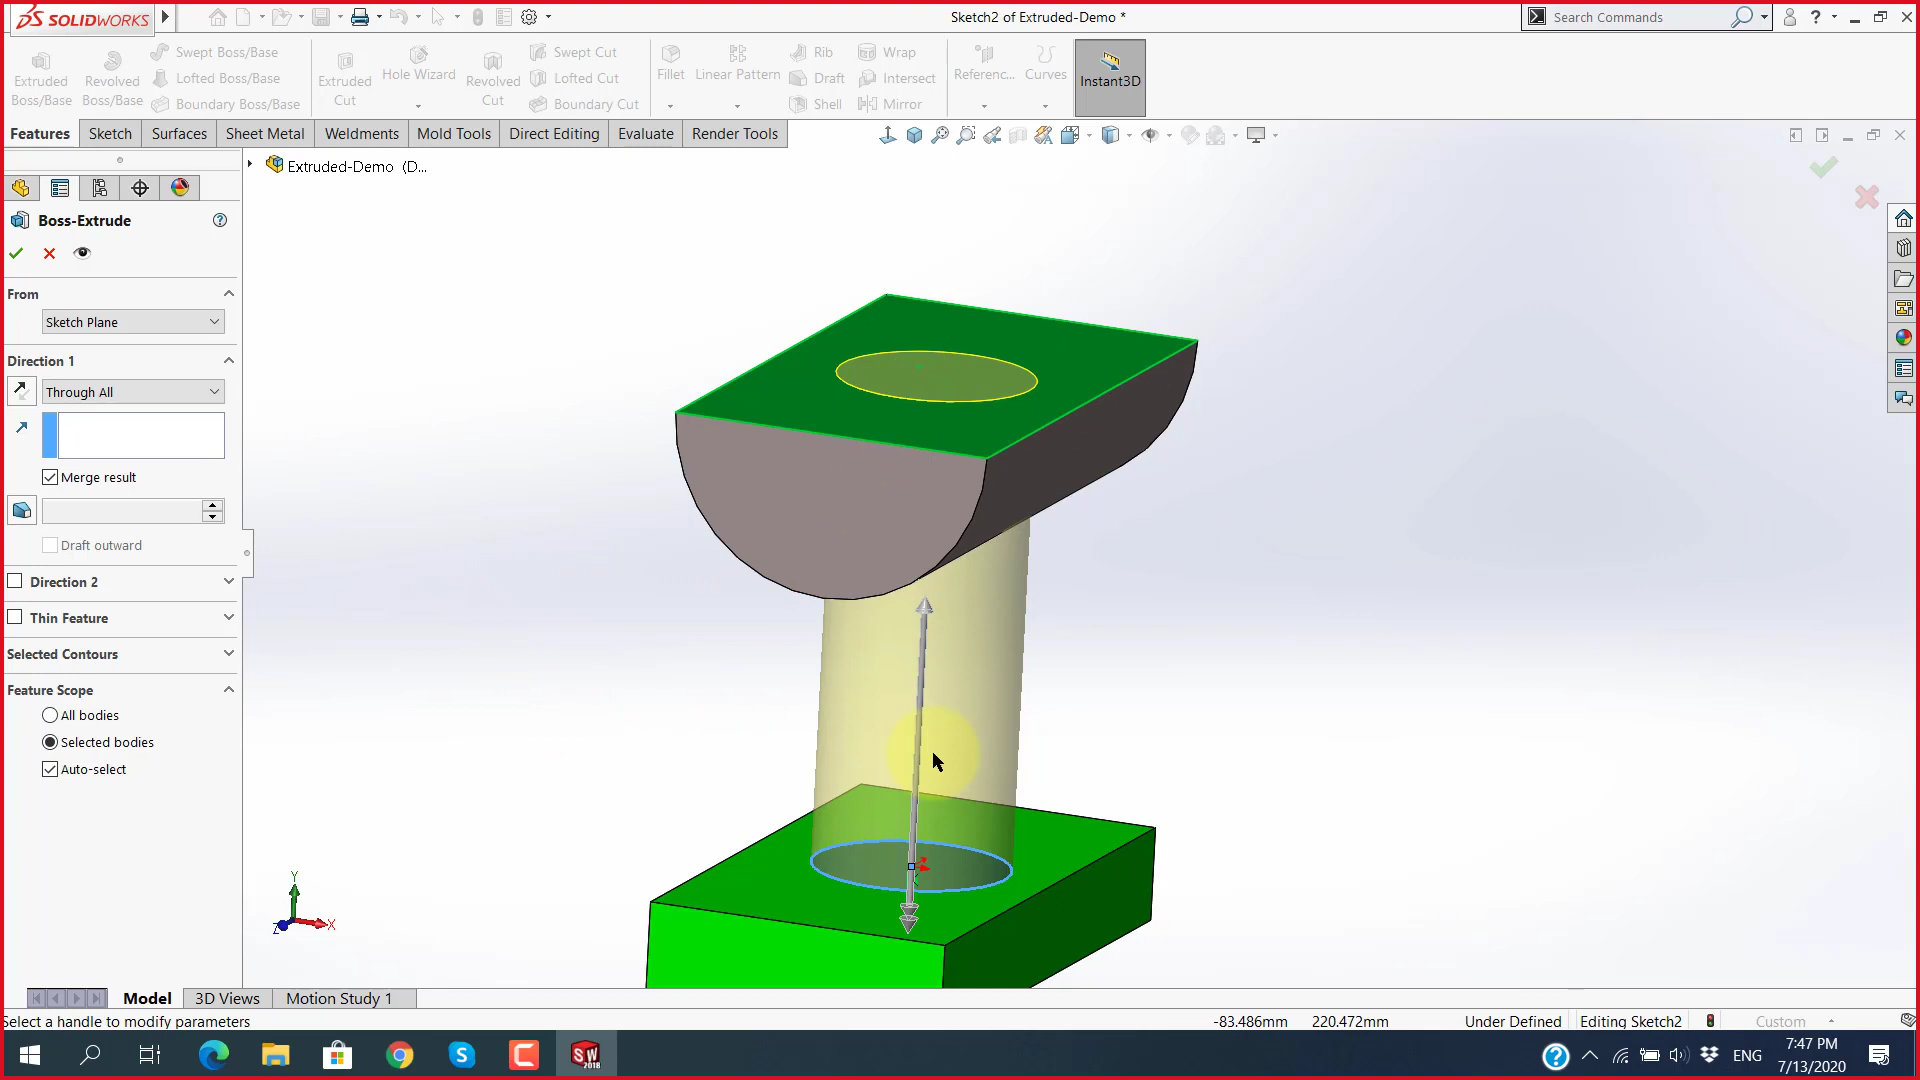 SOLIDWORKS
Sketch2 of Extruded-Demo *
Search Commands
?
Extruded Boss/Base
Revolved Boss/Base
Swept Boss/Base
Lofted Boss/Base
Boundary Boss/Base
Extruded Cut
Hole Wizard
Revolved Cut
Swept Cut
Lofted Cut
Boundary Cut
Fillet
Linear Pattern
Rib
Draft
Shell
Wrap
Intersect
Mirror
Referenc...
Curves
Instant3D
Features
Sketch
Surfaces
Sheet Metal
Weldments
Mold Tools
Direct Editing
Evaluate
Render Tools
Extruded-Demo (D...
Boss-Extrude
?
From
Sketch Plane
Direction 1
Through All
Merge result
Draft outward
Direction 2
Thin Feature
Selected Contours
Feature Scope
All bodies
Selected bodies
Auto-select
Y
X
Z
Model
3D Views
Motion Study 1
Select a handle to modify parameters
-83.486mm
220.472mm
Under Defined
Editing Sketch2
Custom
S
SW
2018
?
ENG
7:47 PM
7/13/2020